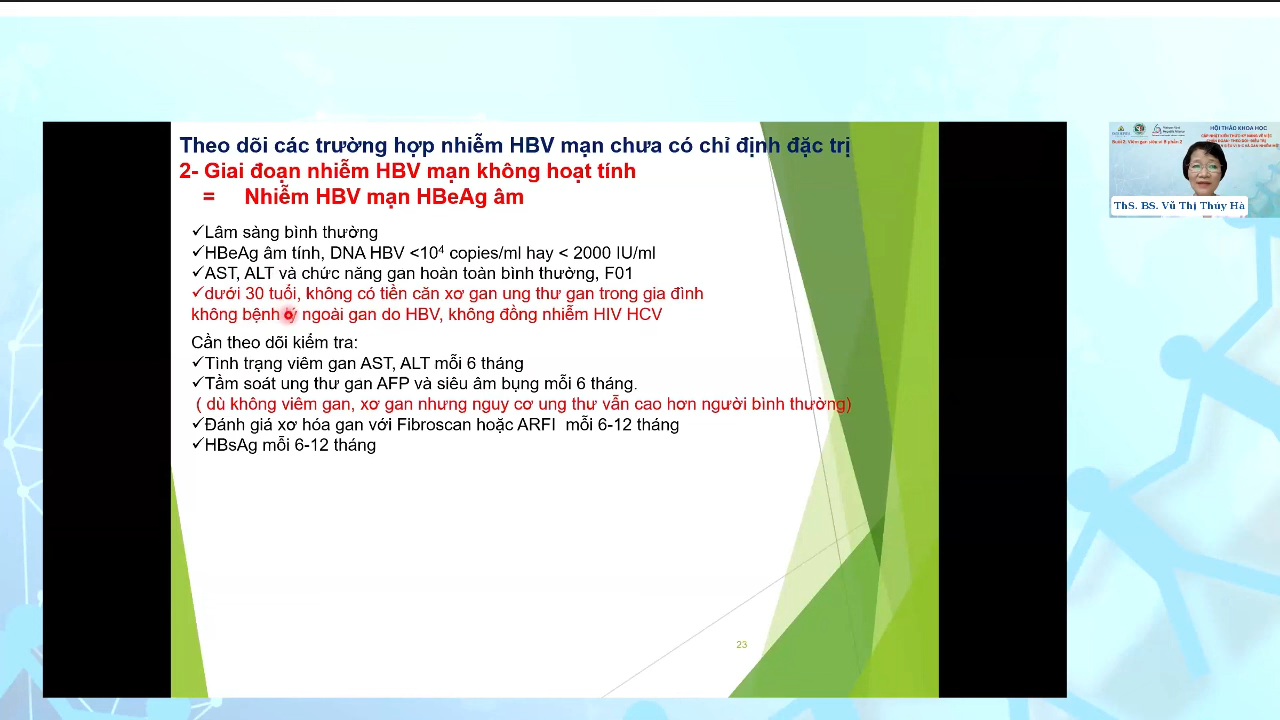 Theo dõi các trường hợp nhiễm HBV mạn chưa có chỉ định đặc trị
2- Giai đoạn nhiễm HBV mạn không hoạt tính
= Nhiễm HBV mạn HBeAg âm
✓Lâm sàng bình thường
✓HBeAg âm tính, DNA HBV <10⁴ copies/ml hay < 2000 IU/ml
✓AST, ALT và chức năng gan hoàn toàn bình thường, F01
✓dưới 30 tuổi, không có tiền căn xơ gan ung thư gan trong gia đình
không bệnh lý ngoài gan do HBV, không đồng nhiễm HIV HCV
Cần theo dõi kiểm tra:
✓Tình trạng viêm gan AST, ALT mỗi 6 tháng
✓Tầm soát ung thư gan AFP và siêu âm bụng mỗi 6 tháng.
( dù không viêm gan, xơ gan nhưng nguy cơ ung thư vẫn cao hơn người bình thường)
✓Đánh giá xơ hóa gan với Fibroscan hoặc ARFI mỗi 6-12 tháng
✓HBsAg mỗi 6-12 tháng
23
HỘI THẢO KHOA HỌC
ThS. BS. Vũ Thị Thúy Hà